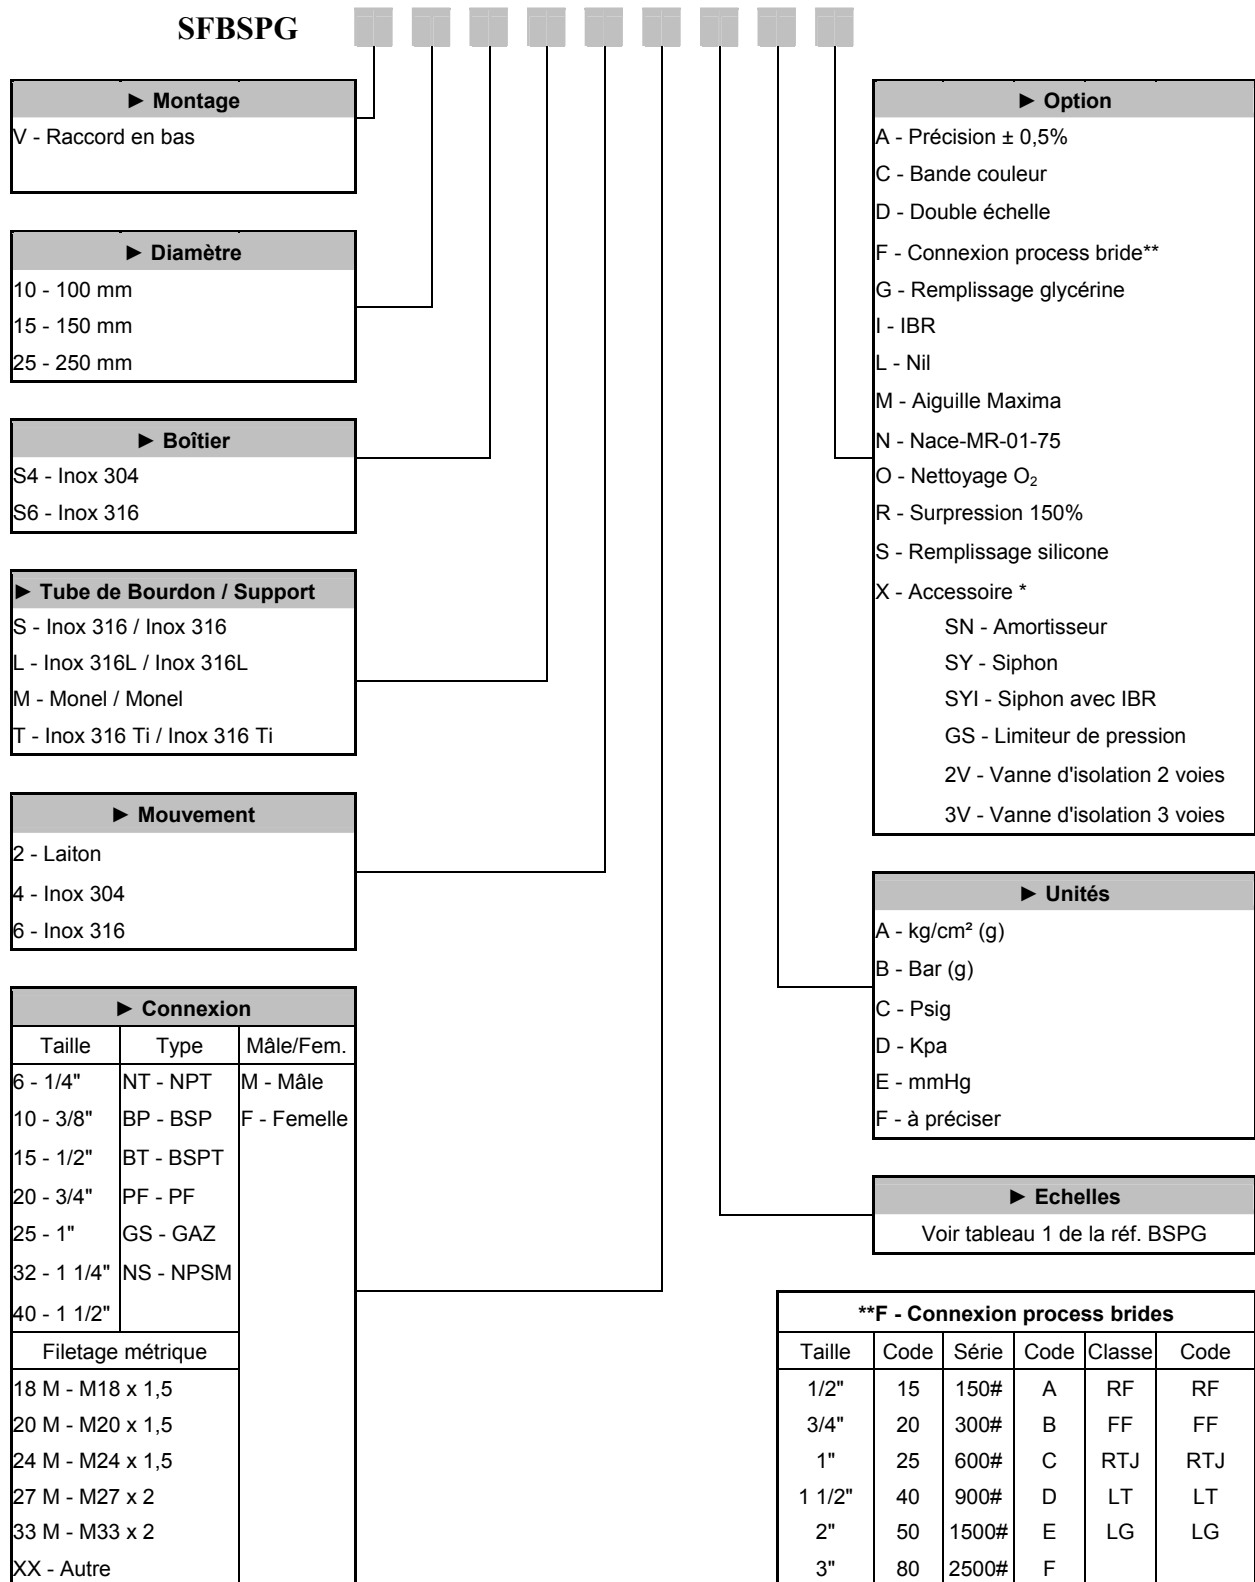 SFBSPG
► Montage
V - Raccord en bas
► Diamètre
10 - 100 mm
15 - 150 mm
25 - 250 mm
► Boîtier
S4 - Inox 304
S6 - Inox 316
► Tube de Bourdon / Support
S - Inox 316 / Inox 316
L - Inox 316L / Inox 316L
M - Monel / Monel
T - Inox 316 Ti / Inox 316 Ti
► Mouvement
2 - Laiton
4 - Inox 304
6 - Inox 316
► Connexion
Taille Type Mâle/Fem.
6 - 1/4" NT - NPT M - Mâle
10 - 3/8" BP - BSP F - Femelle
15 - 1/2" BT - BSPT
20 - 3/4" PF - PF
25 - 1" GS - GAZ
32 - 1 1/4" NS - NPSM
40 - 1 1/2"
Filetage métrique
18 M - M18 x 1,5
20 M - M20 x 1,5
24 M - M24 x 1,5
27 M - M27 x 2
33 M - M33 x 2
XX - Autre
► Option
A - Précision ± 0,5%
C - Bande couleur
D - Double échelle
F - Connexion process bride**
G - Remplissage glycérine
I - IBR
L - Nil
M - Aiguille Maxima
N - Nace-MR-01-75
O - Nettoyage O₂
R - Surpression 150%
S - Remplissage silicone
X - Accessoire *
SN - Amortisseur
SY - Siphon
SYI - Siphon avec IBR
GS - Limiteur de pression
2V - Vanne d'isolation 2 voies
3V - Vanne d'isolation 3 voies
► Unités
A - kg/cm² (g)
B - Bar (g)
C - Psig
D - Kpa
E - mmHg
F - à préciser
► Echelles
Voir tableau 1 de la réf. BSPG
**F - Connexion process brides
Taille Code Série Code Classe Code
1/2" 15 150# A RF RF
3/4" 20 300# B FF FF
1" 25 600# C RTJ RTJ
1 1/2" 40 900# D LT LT
2" 50 1500# E LG LG
3" 80 2500# F